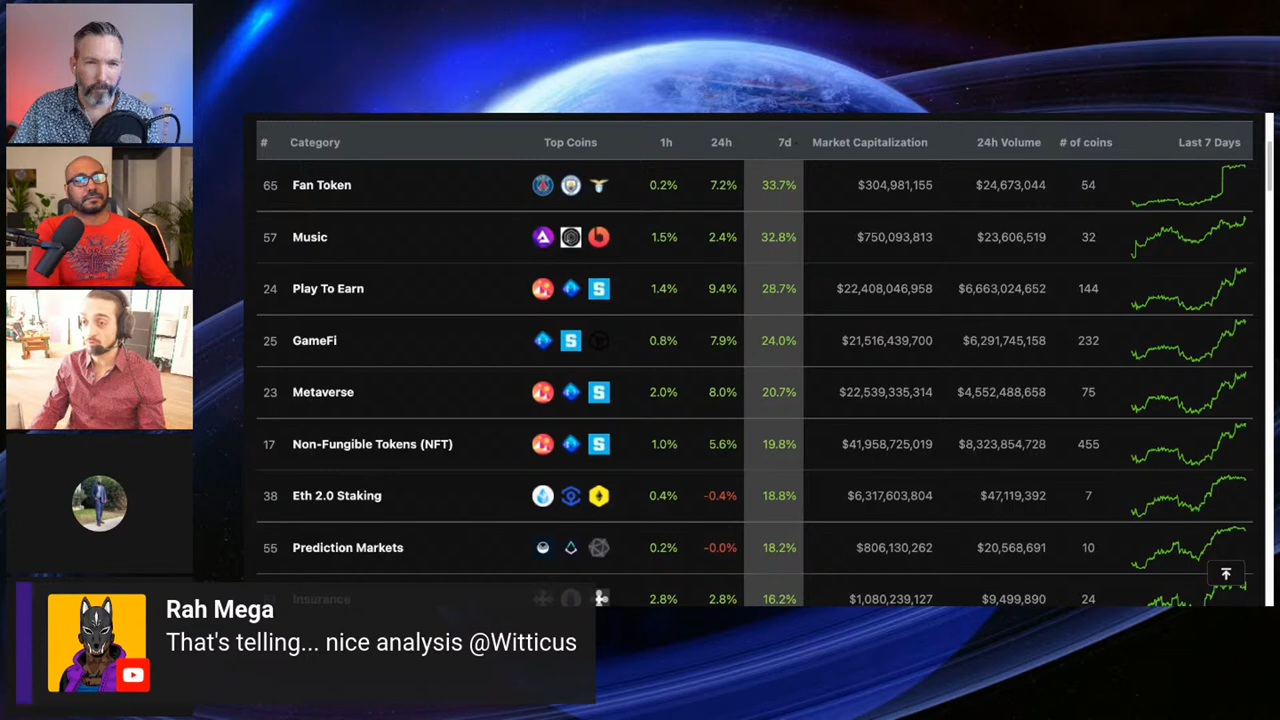 # Category Top Coins 1h 24h 7d Market Capitalization 24h Volume # of coins Last 7 Days
65 Fan Token 0.2% 7.2% 33.7% $304,981,155 $24,673,044 54
57 Music 1.5% 2.4% 32.8% $750,093,813 $23,606,519 32
24 Play To Earn S 1.4% 9.4% 28.7% $22,408,046,958 $6,663,024,652 144
25 GameFi S 0.8% 7.9% 24.0% $21,516,439,700 $6,291,745,158 232
23 Metaverse S 2.0% 8.0% 20.7% $22,539,335,314 $4,552,488,658 75
17 Non-Fungible Tokens (NFT) S 1.0% 5.6% 19.8% $41,958,725,019 $8,323,854,728 455
38 Eth 2.0 Staking 0.4% -0.4% 18.8% $6,317,603,804 $47,119,392 7
55 Prediction Markets 0.2% -0.0% 18.2% $806,130,262 $20,568,691 10
Insurance 2.8% 2.8% 16.2% $1,080,239,127 $9,499,890 24
Rah Mega
That's telling... nice analysis @Witticus